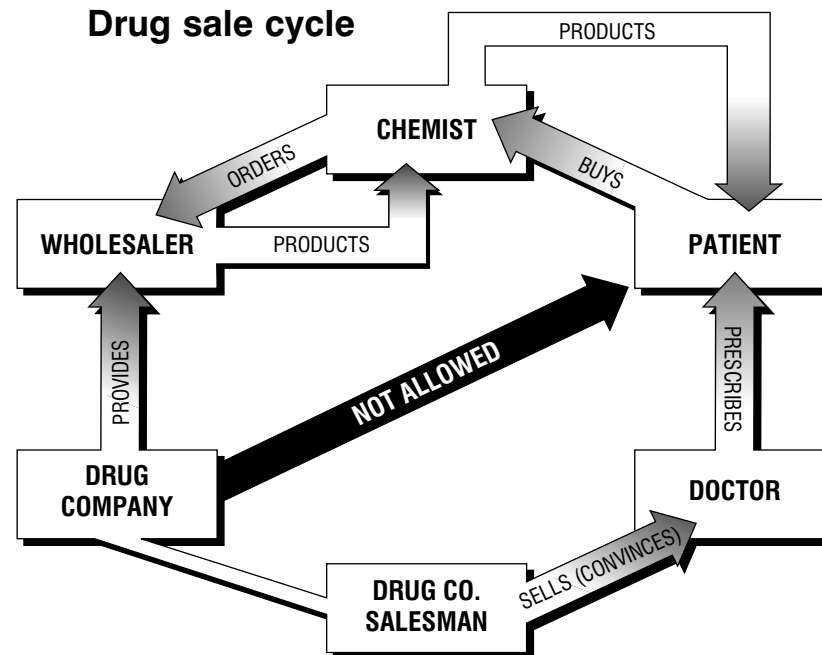 Drug sale cycle
PRODUCTS
CHEMIST
ORDERS
BUYS
WHOLESALER
PRODUCTS
PATIENT
PROVIDES
NOT ALLOWED
PRESCRIBES
DRUG
COMPANY
DOCTOR
DRUG CO.
SALESMAN
SELLS (CONVINCES)